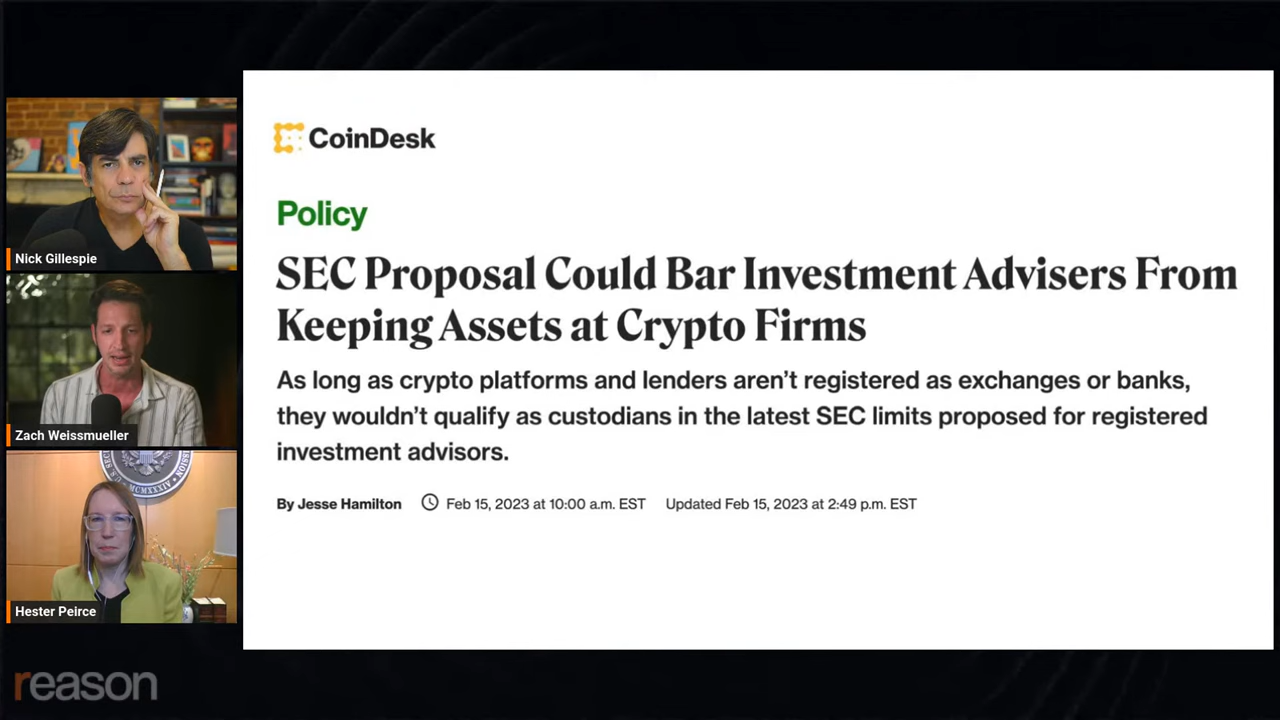 CoinDesk
Policy
SEC Proposal Could Bar Investment Advisers From
Keeping Assets at Crypto Firms
As long as crypto platforms and lenders aren't registered as exchanges or banks,
they wouldn't qualify as custodians in the latest SEC limits proposed for registered
investment advisors.
By Jesse Hamilton Feb 15, 2023 at 10:00 a.m. EST Updated Feb 15, 2023 at 2:49 p.m. EST
Nick Gillespie
Zach Weissmueller
MCMXXXIV
Hester Peirce
reason